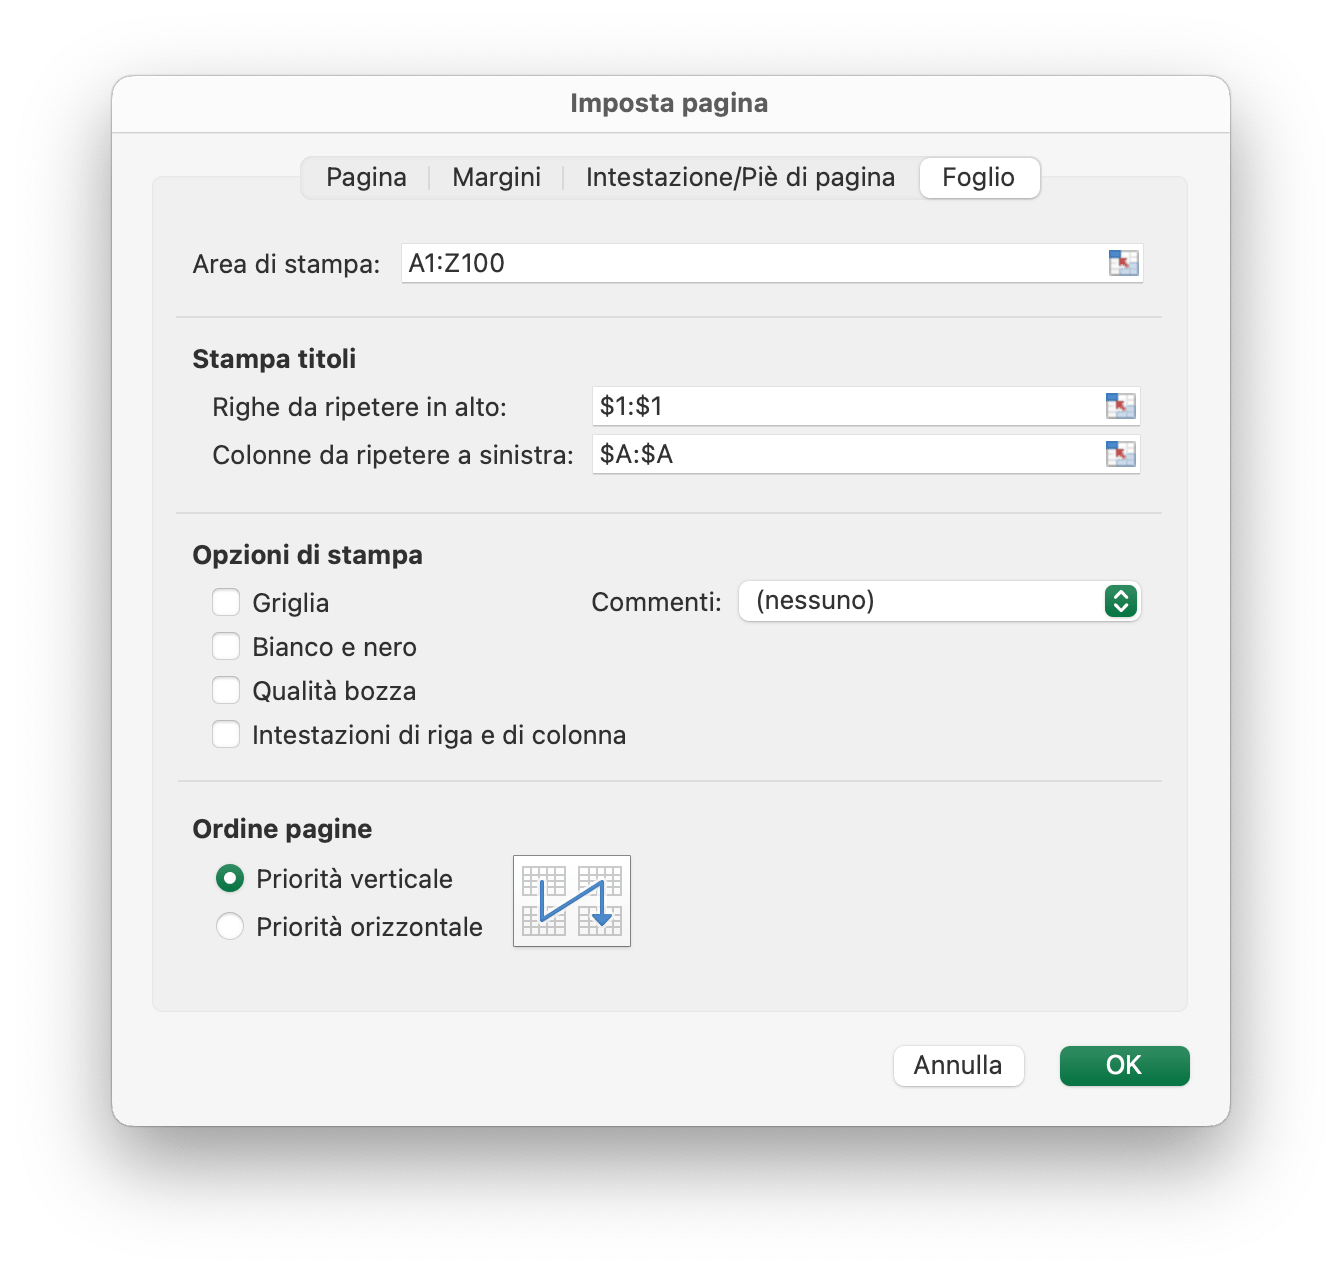 Imposta pagina
Pagina Margini Intestazione/Piè di pagina Foglio
Area di stampa: A1:Z100
Stampa titoli
Righe da ripetere in alto: $1:$1
Colonne da ripetere a sinistra: $A:$A
Opzioni di stampa
Griglia Commenti: (nessuno)
Bianco e nero
Qualità bozza
Intestazioni di riga e di colonna
Ordine pagine
Priorità verticale
Priorità orizzontale
Annulla OK